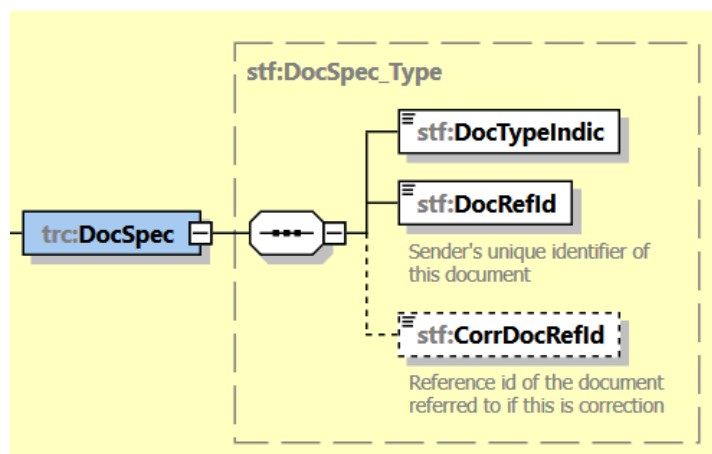 stf:DocSpec_Type
stf:DocTypeIndic
stf:DocRefId
Sender's unique identifier of
this document
trc:DocSpec
stf:CorrDocRefId
Reference id of the document
referred to if this is correction